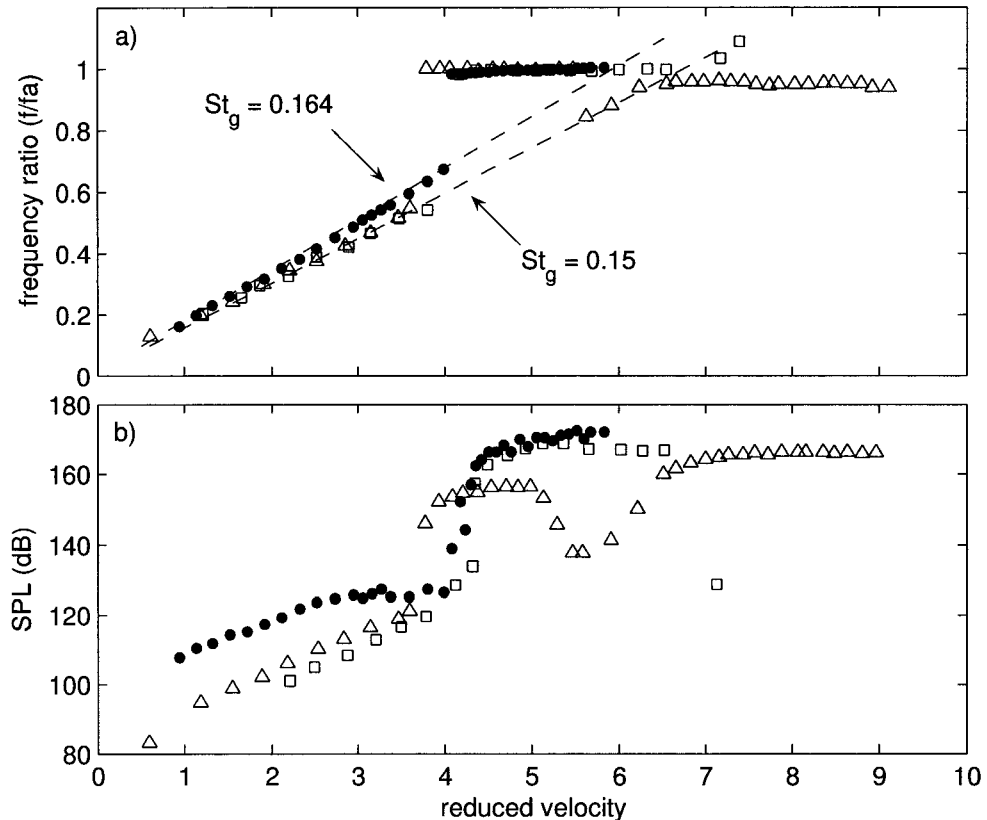 a)
1
0.8
0.6
0.4
0.2
0
frequency ratio (f/fa)
St_g = 0.164
St_g = 0.15
b)
180
160
140
120
100
80
SPL (dB)
0 1 2 3 4 5 6 7 8 9 10
reduced velocity